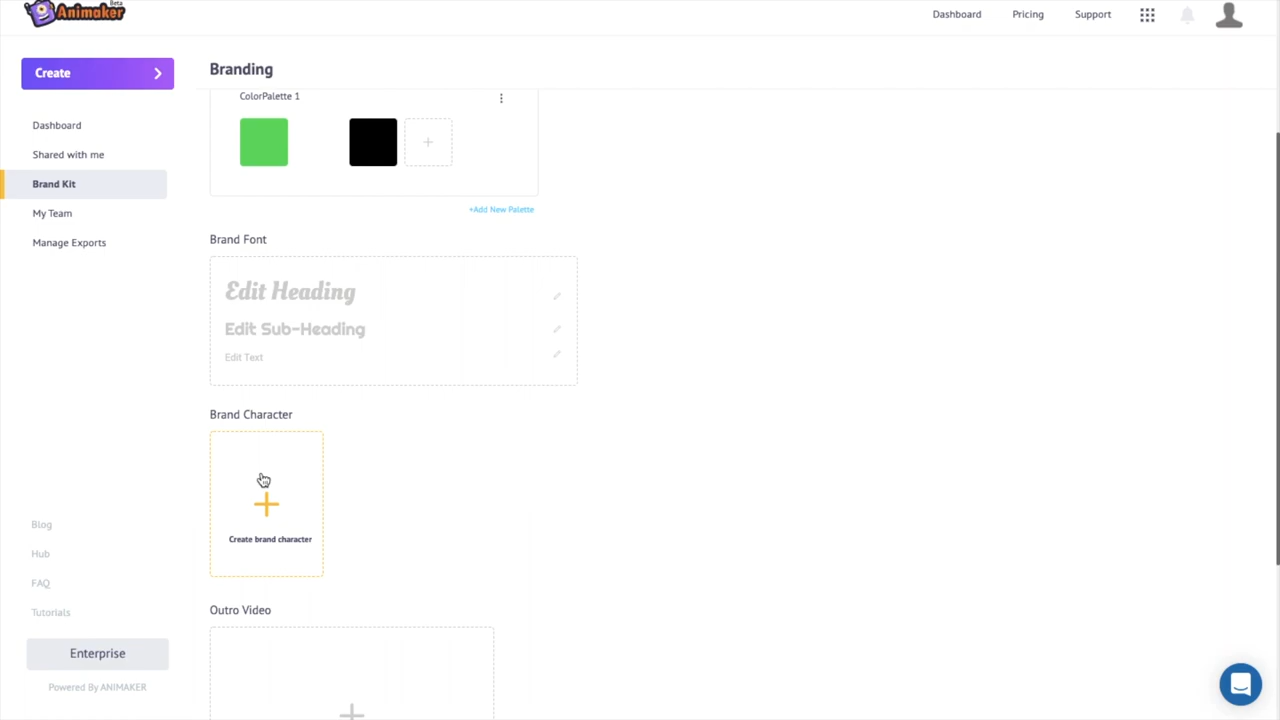 Beta
Animaker
Dashboard
Pricing
Support
Create
Branding
ColorPalette 1
Dashboard
Shared with me
Brand Kit
My Team
Manage Exports
+Add New Palette
Brand Font
Edit Heading
Edit Sub-Heading
Edit Text
Brand Character
Create brand character
Blog
Hub
FAQ
Tutorials
Outro Video
Enterprise
Powered By ANIMAKER